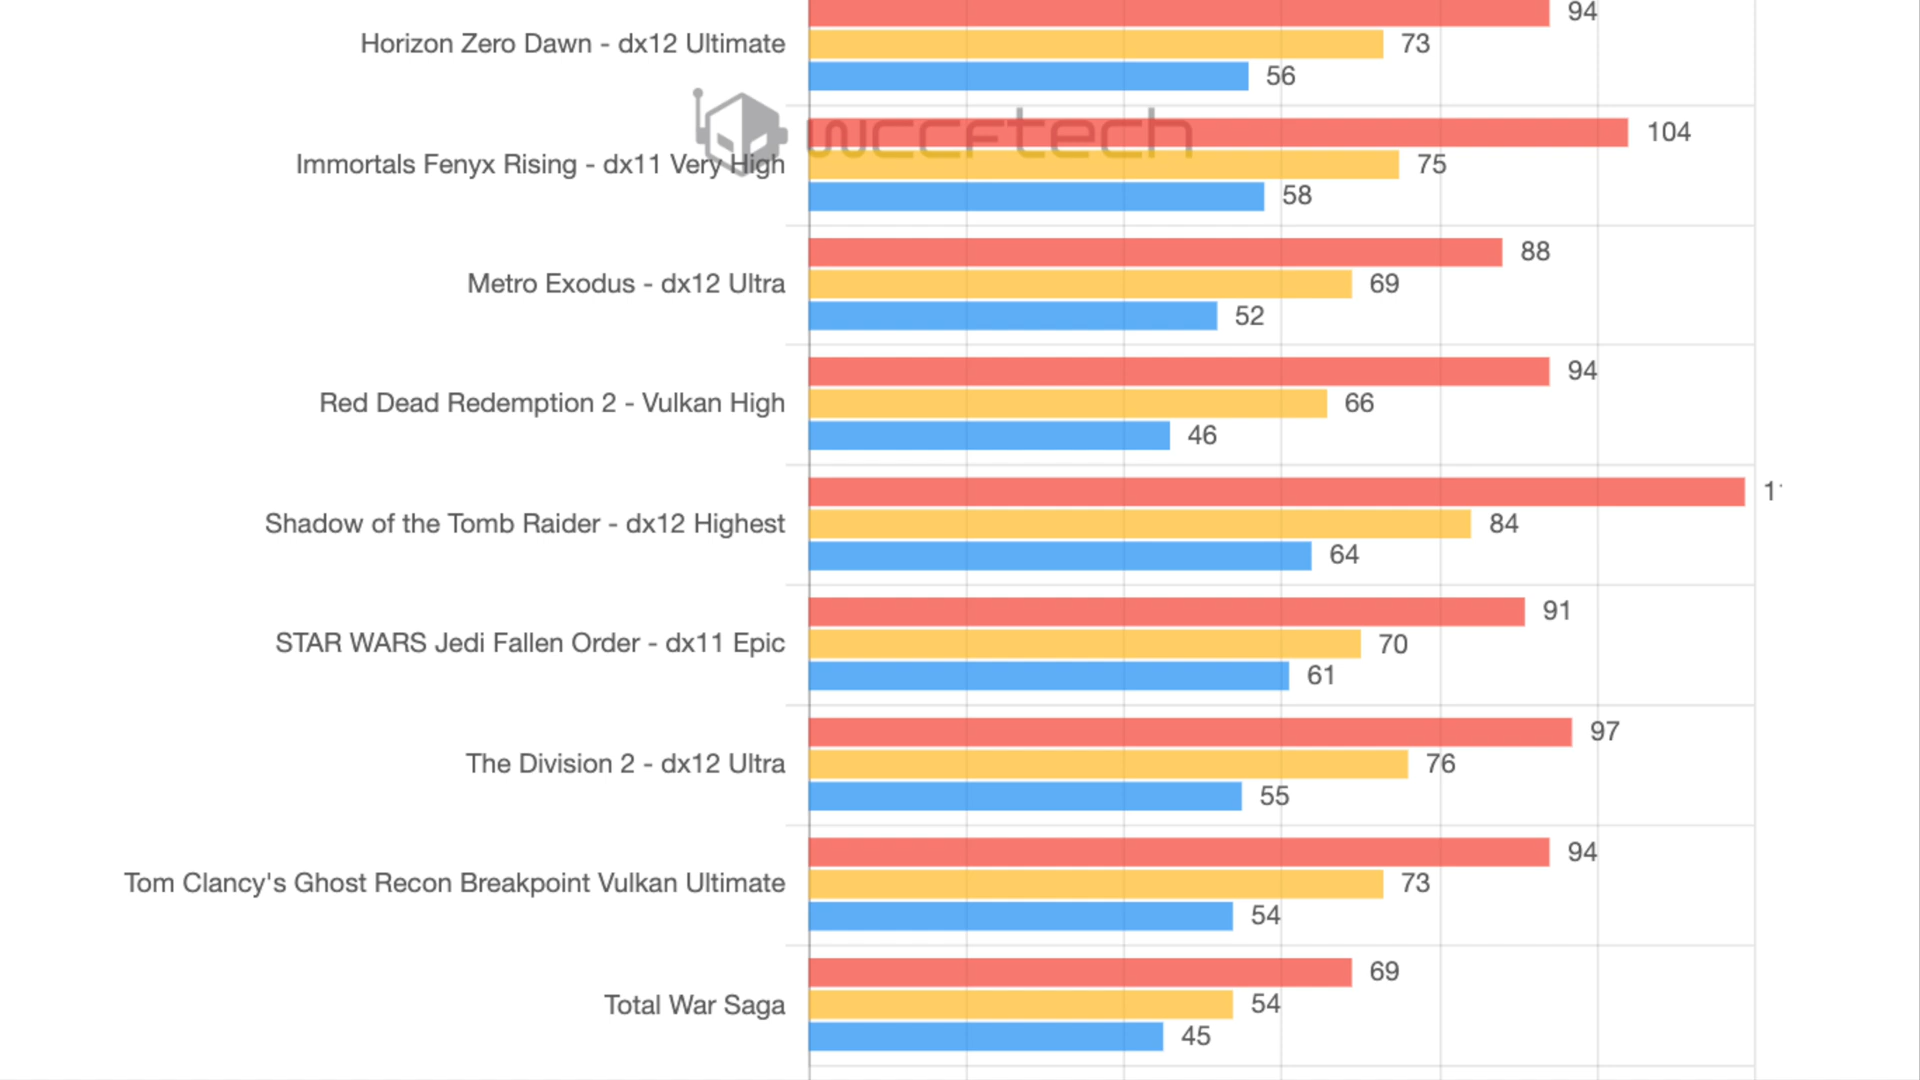 94
Horizon Zero Dawn - dx12 Ultimate
73
56
wccftech
104
Immortals Fenyx Rising - dx11 Very High
75
58
88
Metro Exodus - dx12 Ultra
69
52
94
Red Dead Redemption 2 - Vulkan High
66
46
Shadow of the Tomb Raider - dx12 Highest
84
64
91
STAR WARS Jedi Fallen Order - dx11 Epic
70
61
97
The Division 2 - dx12 Ultra
76
55
94
Tom Clancy's Ghost Recon Breakpoint Vulkan Ultimate
73
54
69
Total War Saga
54
45